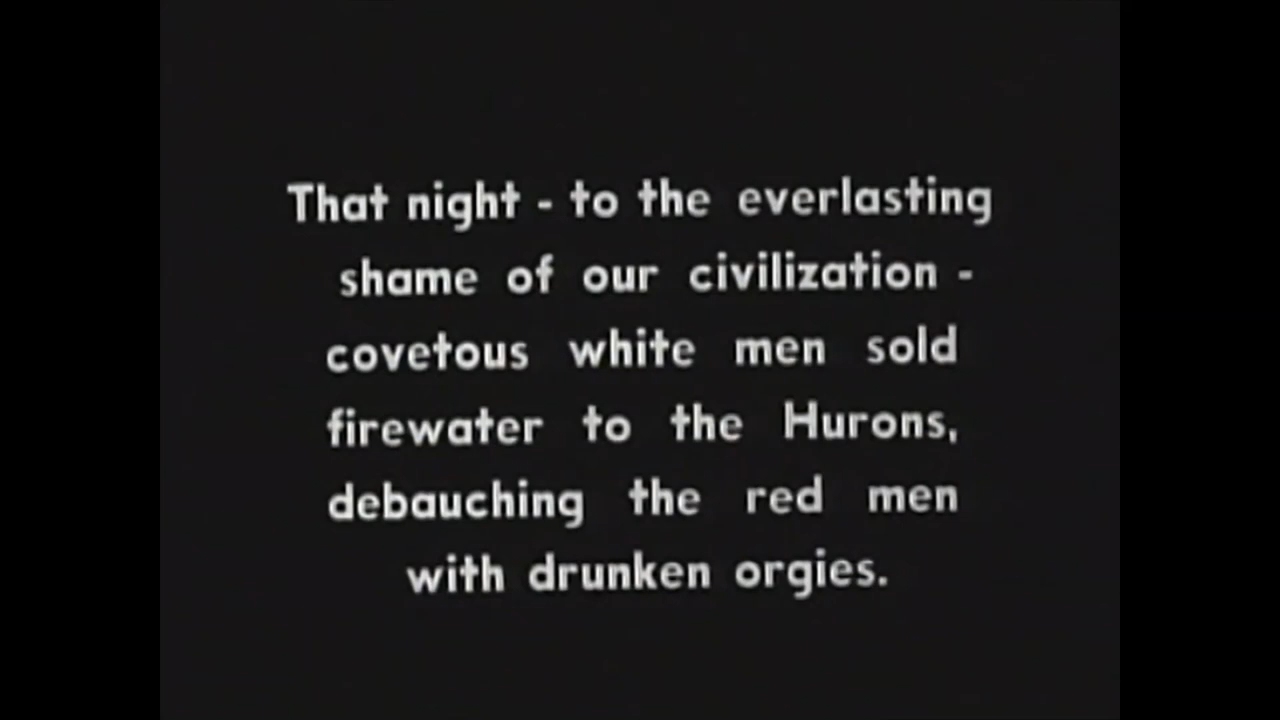 That night - to the everlasting
shame of our civilization -
covetous white men sold
firewater to the Hurons,
debauching the red men
with drunken orgies.